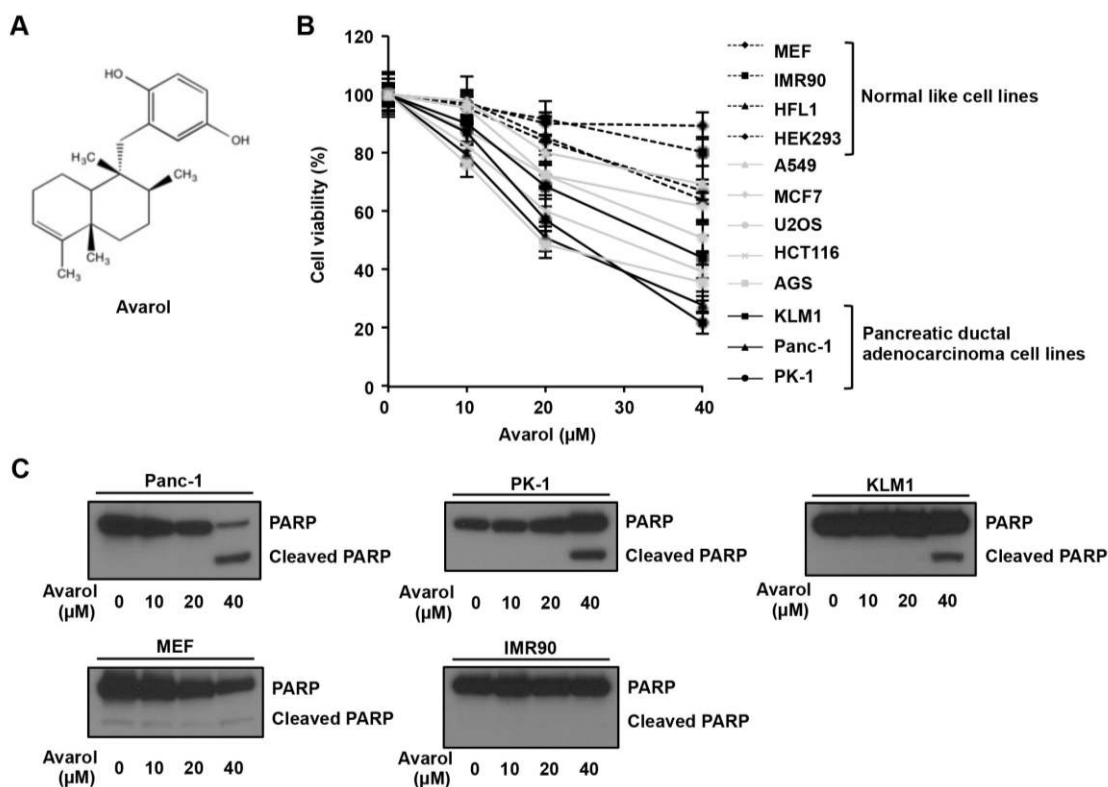 A
HO
OH
H₃C
CH₃
CH₃
CH₃
Avarol
B
Cell viability (%)
120
100
80
60
40
20
0
0 10 20 30 40
Avarol (µM)
MEF
IMR90
HFL1
HEK293
Normal like cell lines
A549
MCF7
U2OS
HCT116
AGS
KLM1
Panc-1
PK-1
Pancreatic ductal
adenocarcinoma cell lines
C
Panc-1
PARP
Cleaved PARP
Avarol
(µM)
0 10 20 40
PK-1
PARP
Cleaved PARP
Avarol
(µM)
0 10 20 40
KLM1
PARP
Cleaved PARP
Avarol
(µM)
0 10 20 40
MEF
PARP
Cleaved PARP
Avarol
(µM)
0 10 20 40
IMR90
PARP
Cleaved PARP
Avarol
(µM)
0 10 20 40